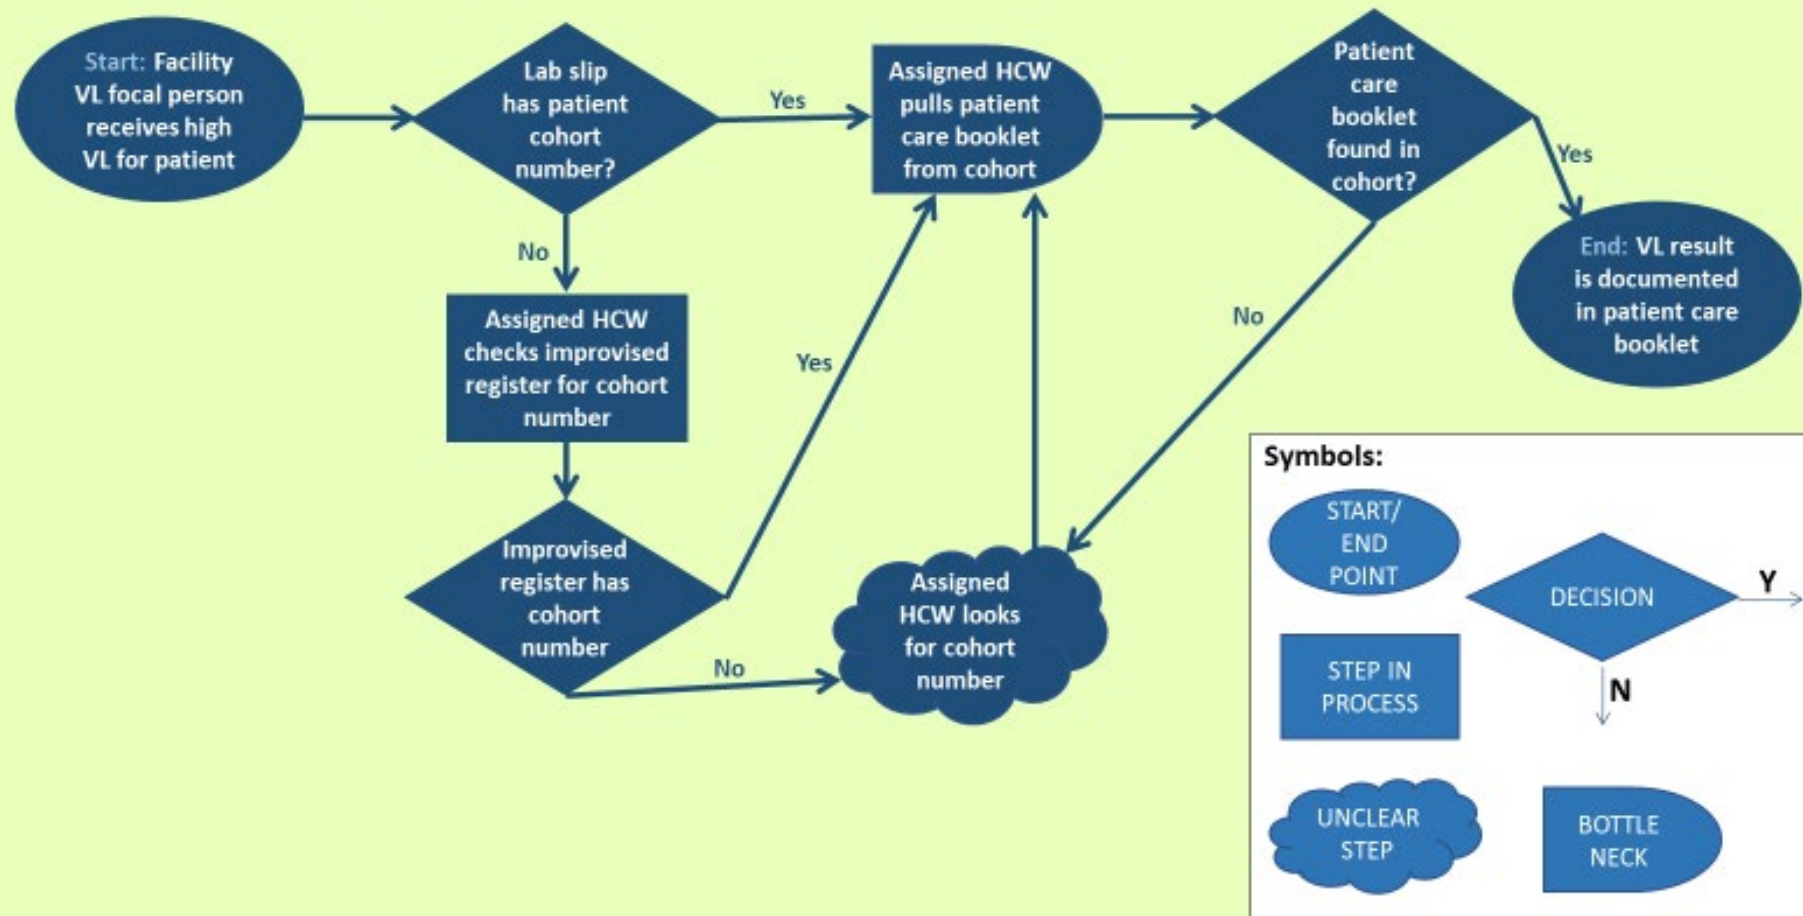 Start: Facility
VL focal person
receives high
VL for patient
Lab slip
has patient
cohort
number?
Yes
Assigned HCW
pulls patient
care booklet
from cohort
Patient
care
booklet
found in
cohort?
Yes
End: VL result
is documented
in patient care
booklet
No
Assigned HCW
checks improvised
register for cohort
number
Yes
No
Improvised
register has
cohort
number
No
Assigned
HCW looks
for cohort
number
Symbols:
START/
END
POINT
DECISION
Y
N
STEP IN
PROCESS
UNCLEAR
STEP
BOTTLE
NECK